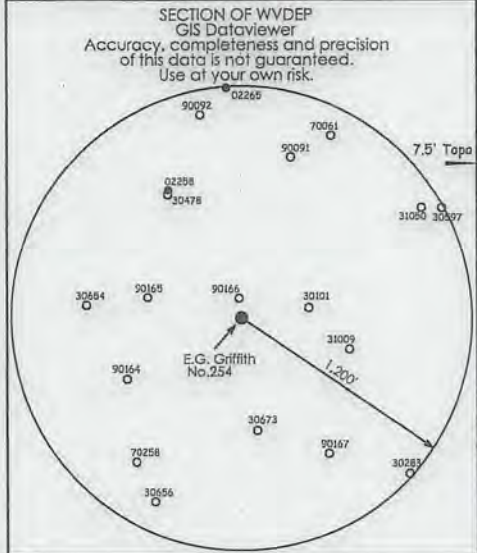 SECTION OF WVDEP
GIS Dataviewer
Accuracy, completeness and precision
of this data is not guaranteed.
Use at your own risk.
02265
90092
70061
90091
7.5' Topo
02258
30478
31050 30597
30664
90165
90166
30101
31009
E.G. Griffith
No.254
1,200'
90164
30673
90167
70258
30283
30656